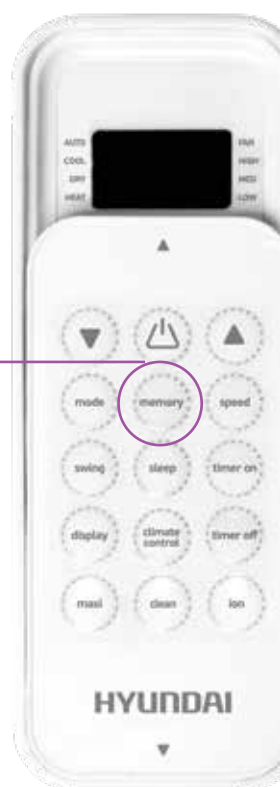 AUTO FAN
COOL HIGH
DRY MED
HEAT LOW
mode memory speed
swing sleep timer on
display climate control timer off
clean ion
HYUNDAI